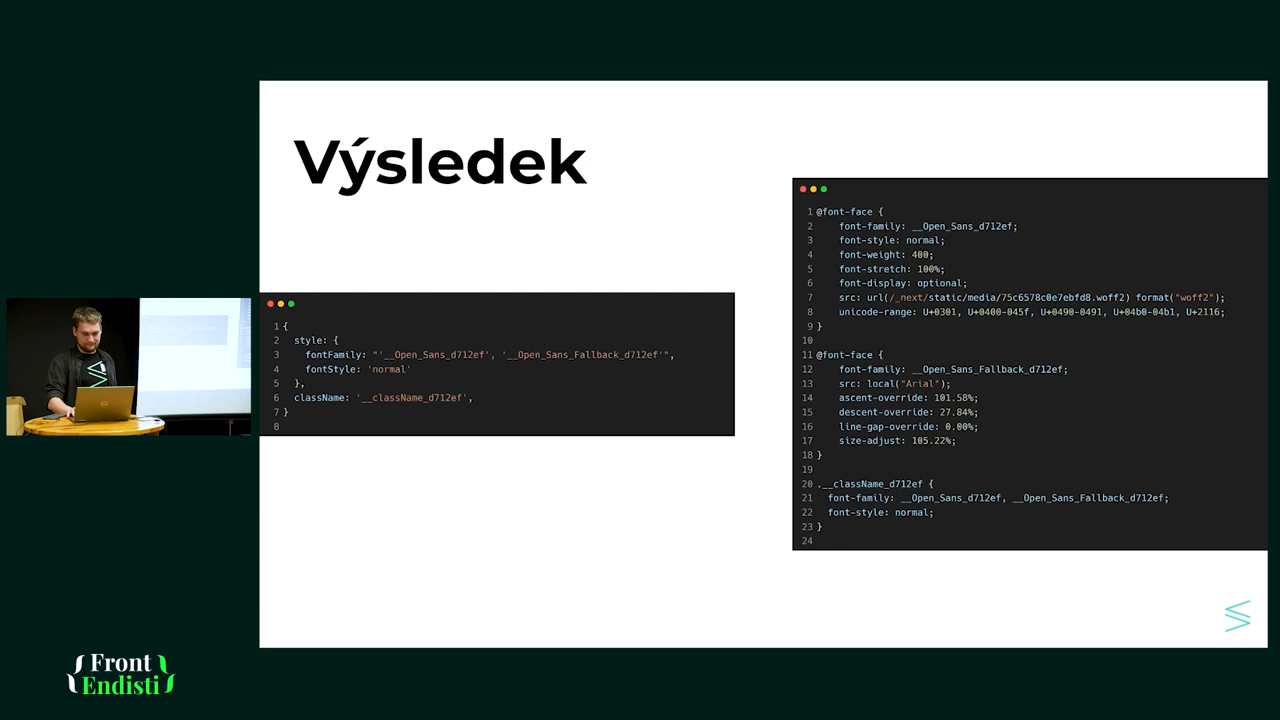 Výsledek
1 {
2 style: {
3 fontFamily: "'__Open_Sans_d712ef', '__Open_Sans_Fallback_d712ef'",
4 fontStyle: 'normal'
5 },
6 className: '__className_d712ef',
7 }
8
1 @font-face {
2 font-family: __Open_Sans_d712ef;
3 font-style: normal;
4 font-weight: 400;
5 font-stretch: 100%;
6 font-display: optional;
7 src: url(/_next/static/media/75c6578c0e7ebfd8.woff2) format("woff2");
8 unicode-range: U+0301, U+0400-045f, U+0490-0491, U+04b0-04b1, U+2116;
9 }
10
11 @font-face {
12 font-family: __Open_Sans_Fallback_d712ef;
13 src: local("Arial");
14 ascent-override: 101.58%;
15 descent-override: 27.84%;
16 line-gap-override: 0.00%;
17 size-adjust: 105.22%;
18 }
19
20 .__className_d712ef {
21 font-family: __Open_Sans_d712ef, __Open_Sans_Fallback_d712ef;
22 font-style: normal;
23 }
24
{Front}
{Endisti}